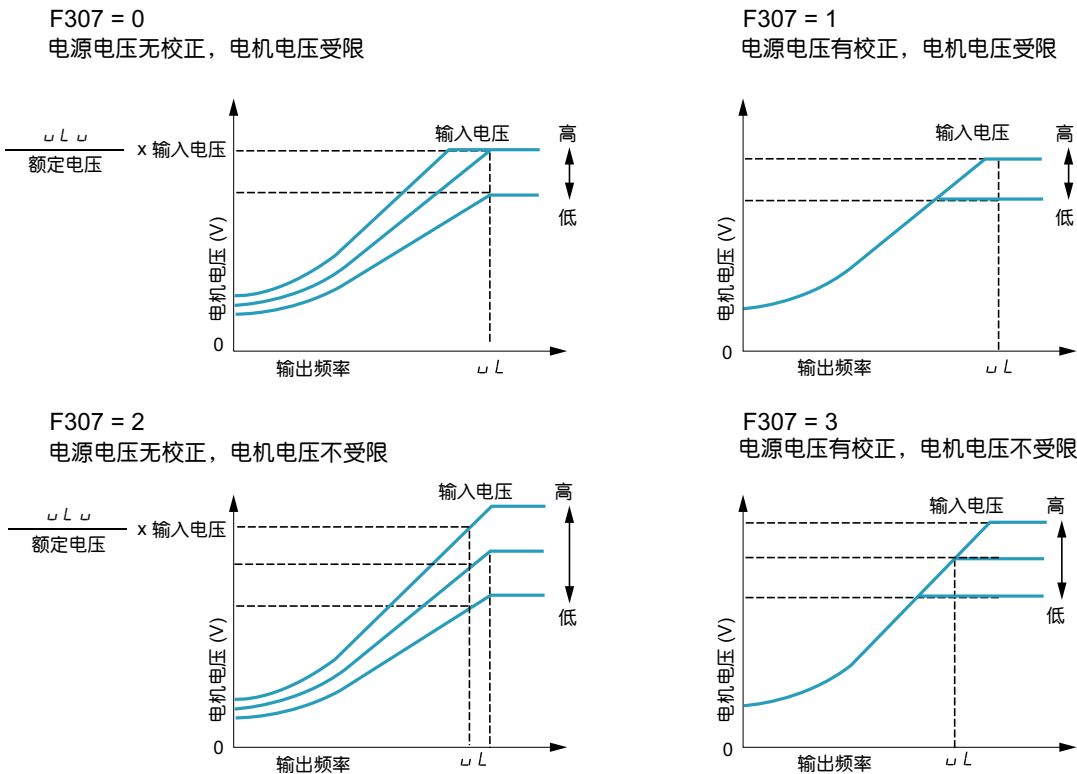 F307 = 0
电源电压无校正，电机电压受限
输入电压
高
低
uLu
额定电压
x 输入电压
电机电压 (V)
0
输出频率
uL
F307 = 1
电源电压有校正，电机电压受限
输入电压
高
低
电机电压 (V)
0
输出频率
uL
F307 = 2
电源电压无校正，电机电压不受限
输入电压
高
低
uLu
额定电压
x 输入电压
电机电压 (V)
0
输出频率
uL
F307 = 3
电源电压有校正，电机电压不受限
输入电压
高
低
电机电压 (V)
0
输出频率
uL